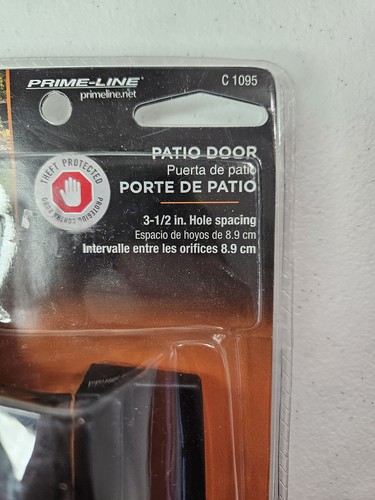 PRIME-LINE®
primeline.net
C 1095
THEFT PROTECTED
PATIO DOOR
Puerta de patio
PORTE DE PATIO
3-1/2 in. Hole spacing
Espacio de hoyos de 8.9 cm
Intervalle entre les orifices 8.9 cm